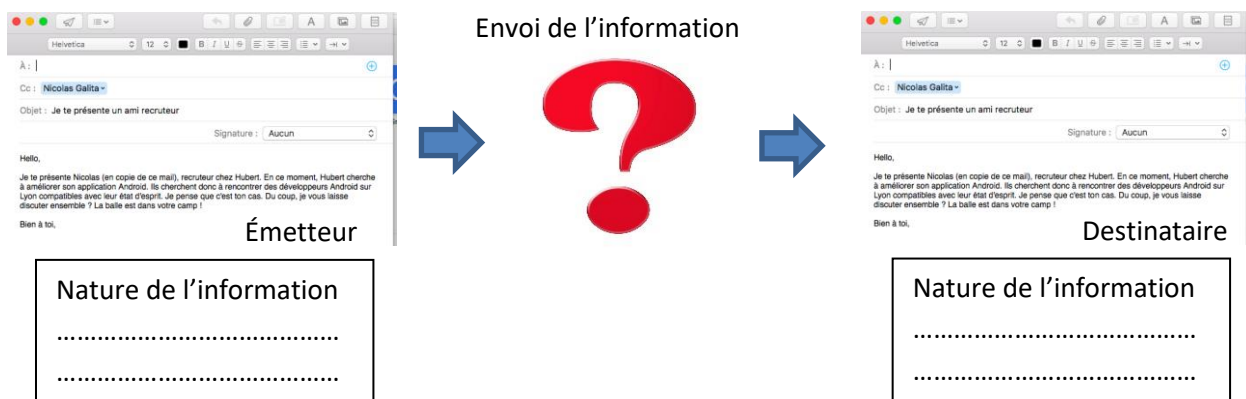 Envoi de l’information
Helvetica 12 B I U
À :
Cc : Nicolas Galita
Objet : Je te présente un ami recruteur
Signature : Aucun
Hello,
Je te présente Nicolas (en copie de ce mail), recruteur chez Hubert. En ce moment, Hubert cherche
à améliorer son application Android. Ils cherchent donc à rencontrer des développeurs Android sur
Lyon compatibles avec leur état d'esprit. Je pense que c'est ton cas. Du coup, je vous laisse
discuter ensemble ? La balle est dans votre camp !
Bien à toi,
Émetteur
Nature de l’information
……………………………………
……………………………………
?
A
Helvetica 12 B I U
À :
Cc : Nicolas Galita
Objet : Je te présente un ami recruteur
Signature : Aucun
Hello,
Je te présente Nicolas (en copie de ce mail), recruteur chez Hubert. En ce moment, Hubert cherche
à améliorer son application Android. Ils cherchent donc à rencontrer des développeurs Android sur
Lyon compatibles avec leur état d'esprit. Je pense que c'est ton cas. Du coup, je vous laisse
discuter ensemble ? La balle est dans votre camp !
Bien à toi,
Destinataire
Nature de l’information
……………………………………
……………………………………